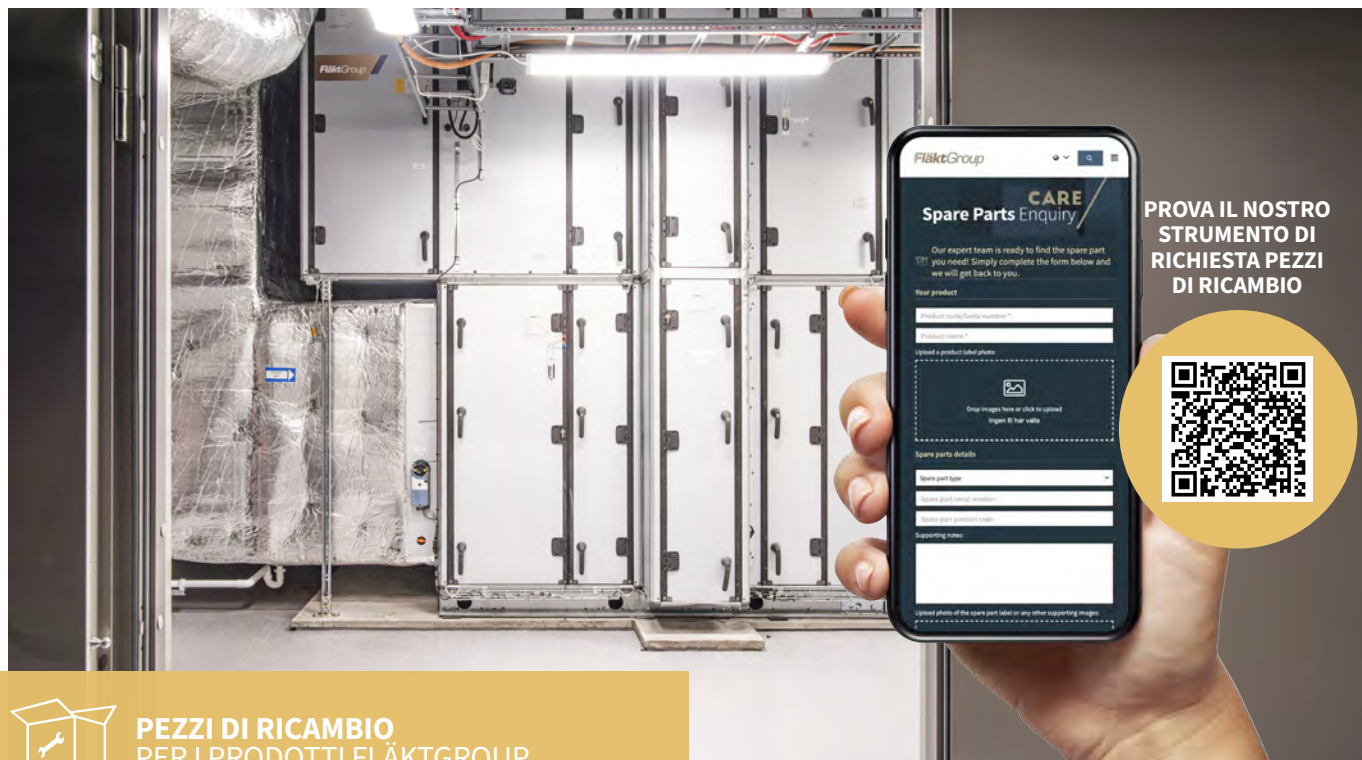 FläktGroup
FläktGroup
CARE
Spare Parts Enquiry
Our expert team is ready to find the spare part
you need! Simply complete the form below and
we will get back to you.
Your product
Product code/Serial number *
Product name *
Upload a product label photo:
Drop images here or click to upload
Ingen fil har valts
Spare parts details
Spare part type
Spare part serial number
Spare part product code
Supporting notes:
Upload photo of the spare part label or any other supporting images:
PROVA IL NOSTRO
STRUMENTO DI
RICHIESTA PEZZI
DI RICAMBIO
PEZZI DI RICAMBIO
PER I PRODOTTI FLÄKTGROUP